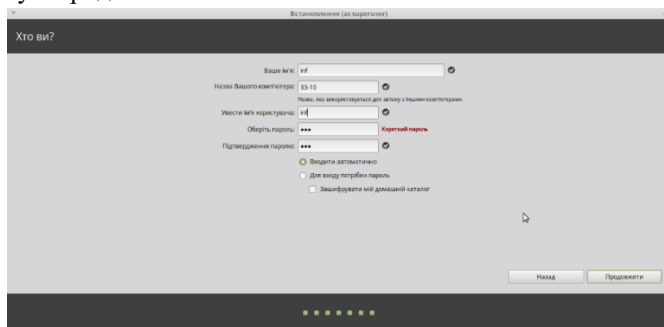 Встановлення (as superuser)
Хто ви?
Ваше ім'я: inf
Назва Вашого комп'ютера: 33-10
Назва, яка використовується для зв'язку з іншими комп'ютерами.
Увести ім'я користувача: inf
Оберіть пароль: ●●● Короткий пароль
Підтвердження паролю: ●●●
Входити автоматично
Для входу потрібен пароль
Зашифрувати мій домашній каталог
Назад Продовжити